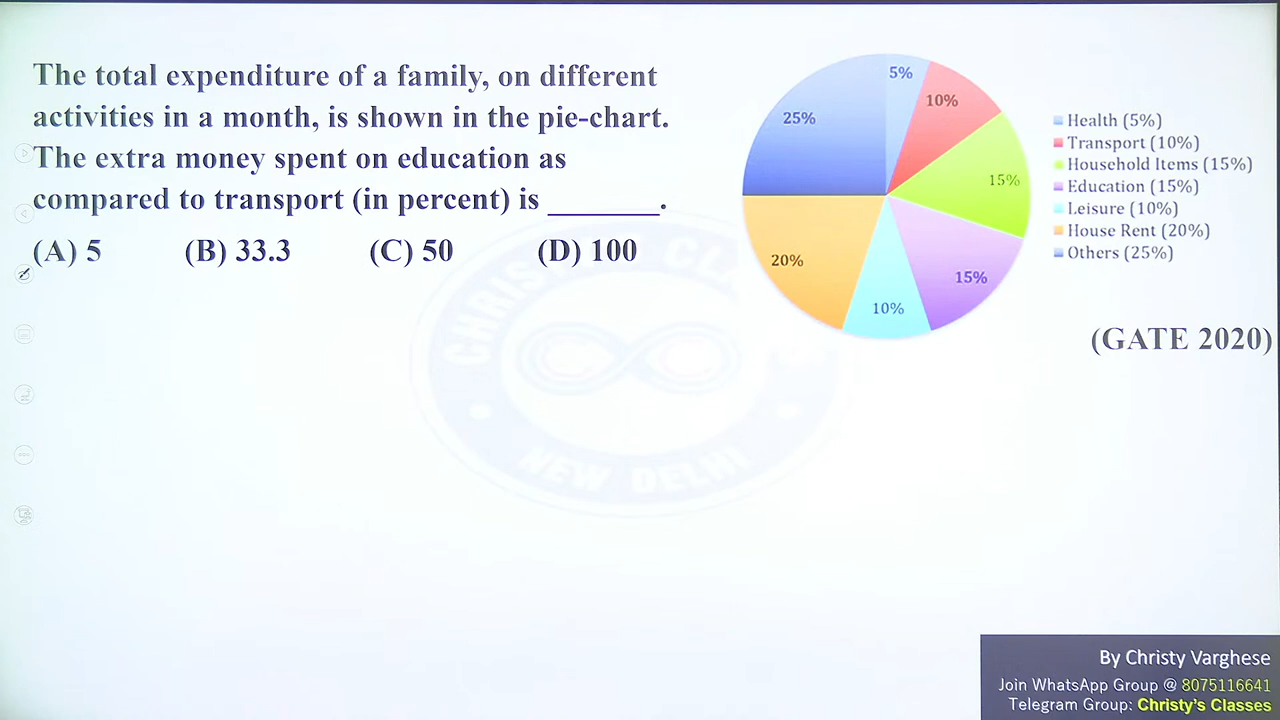 The total expenditure of a family, on different
activities in a month, is shown in the pie-chart.
The extra money spent on education as
compared to transport (in percent) is ________.
(A) 5 (B) 33.3 (C) 50 (D) 100
5%
10%
15%
15%
10%
20%
25%
Health (5%)
Transport (10%)
Household Items (15%)
Education (15%)
Leisure (10%)
House Rent (20%)
Others (25%)
(GATE 2020)
NEW DELHI
By Christy Varghese
Join WhatsApp Group @ 8075116641
Telegram Group: Christy's Classes